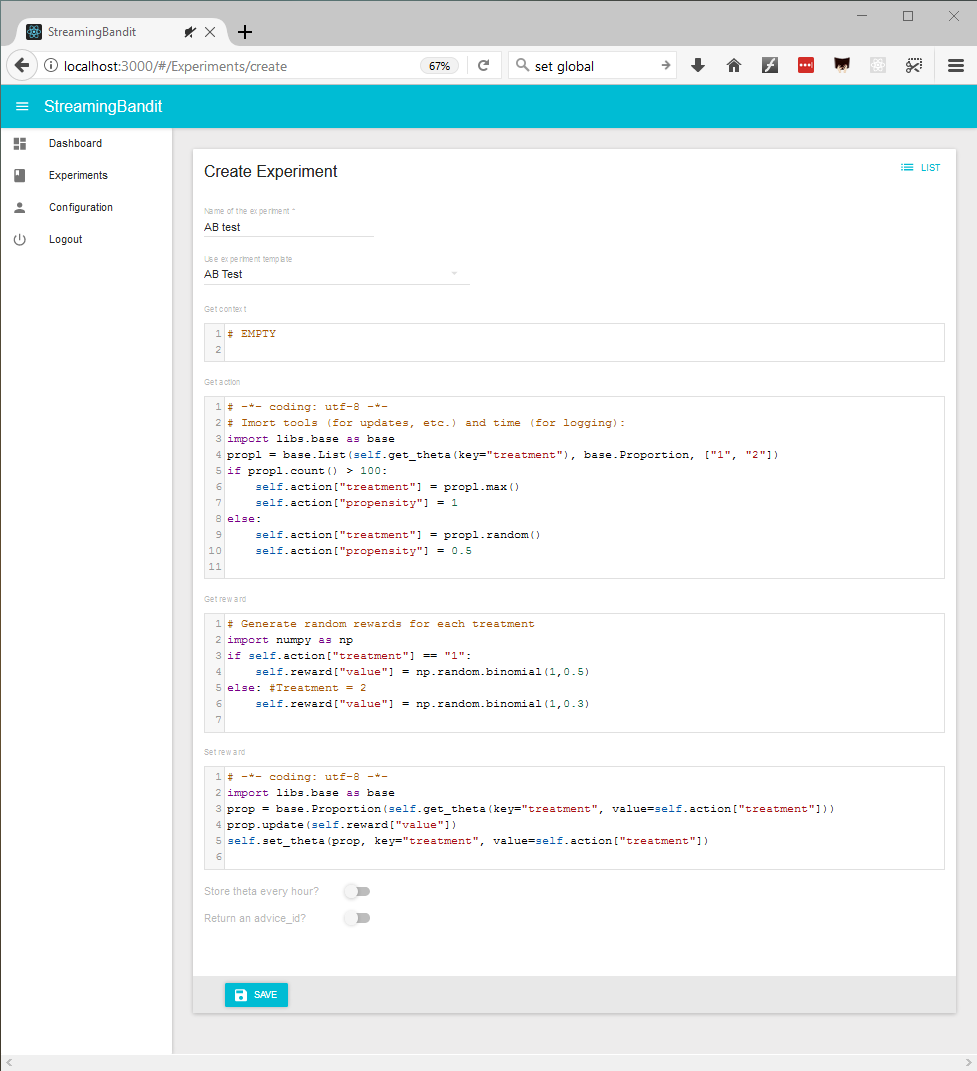 StreamingBandit
localhost:3000/#/Experiments/create
67%
set global
StreamingBandit
Dashboard
Experiments
Configuration
Logout
Create Experiment
LIST
Name of the experiment *
AB test
Use experiment template
AB Test
Get context
1 # EMPTY
2
Get action
1 # -*- coding: utf-8 -*-
2 # Imort tools (for updates, etc.) and time (for logging):
3 import libs.base as base
4 propl = base.List(self.get_theta(key="treatment"), base.Proportion, ["1", "2"])
5 if propl.count() > 100:
6     self.action["treatment"] = propl.max()
7     self.action["propensity"] = 1
8 else:
9     self.action["treatment"] = propl.random()
10     self.action["propensity"] = 0.5
11
Get reward
1 # Generate random rewards for each treatment
2 import numpy as np
3 if self.action["treatment"] == "1":
4     self.reward["value"] = np.random.binomial(1,0.5)
5 else: #Treatment = 2
6     self.reward["value"] = np.random.binomial(1,0.3)
7
Set reward
1 # -*- coding: utf-8 -*-
2 import libs.base as base
3 prop = base.Proportion(self.get_theta(key="treatment", value=self.action["treatment"]))
4 prop.update(self.reward["value"])
5 self.set_theta(prop, key="treatment", value=self.action["treatment"])
6
Store theta every hour?
Return an advice_id?
SAVE